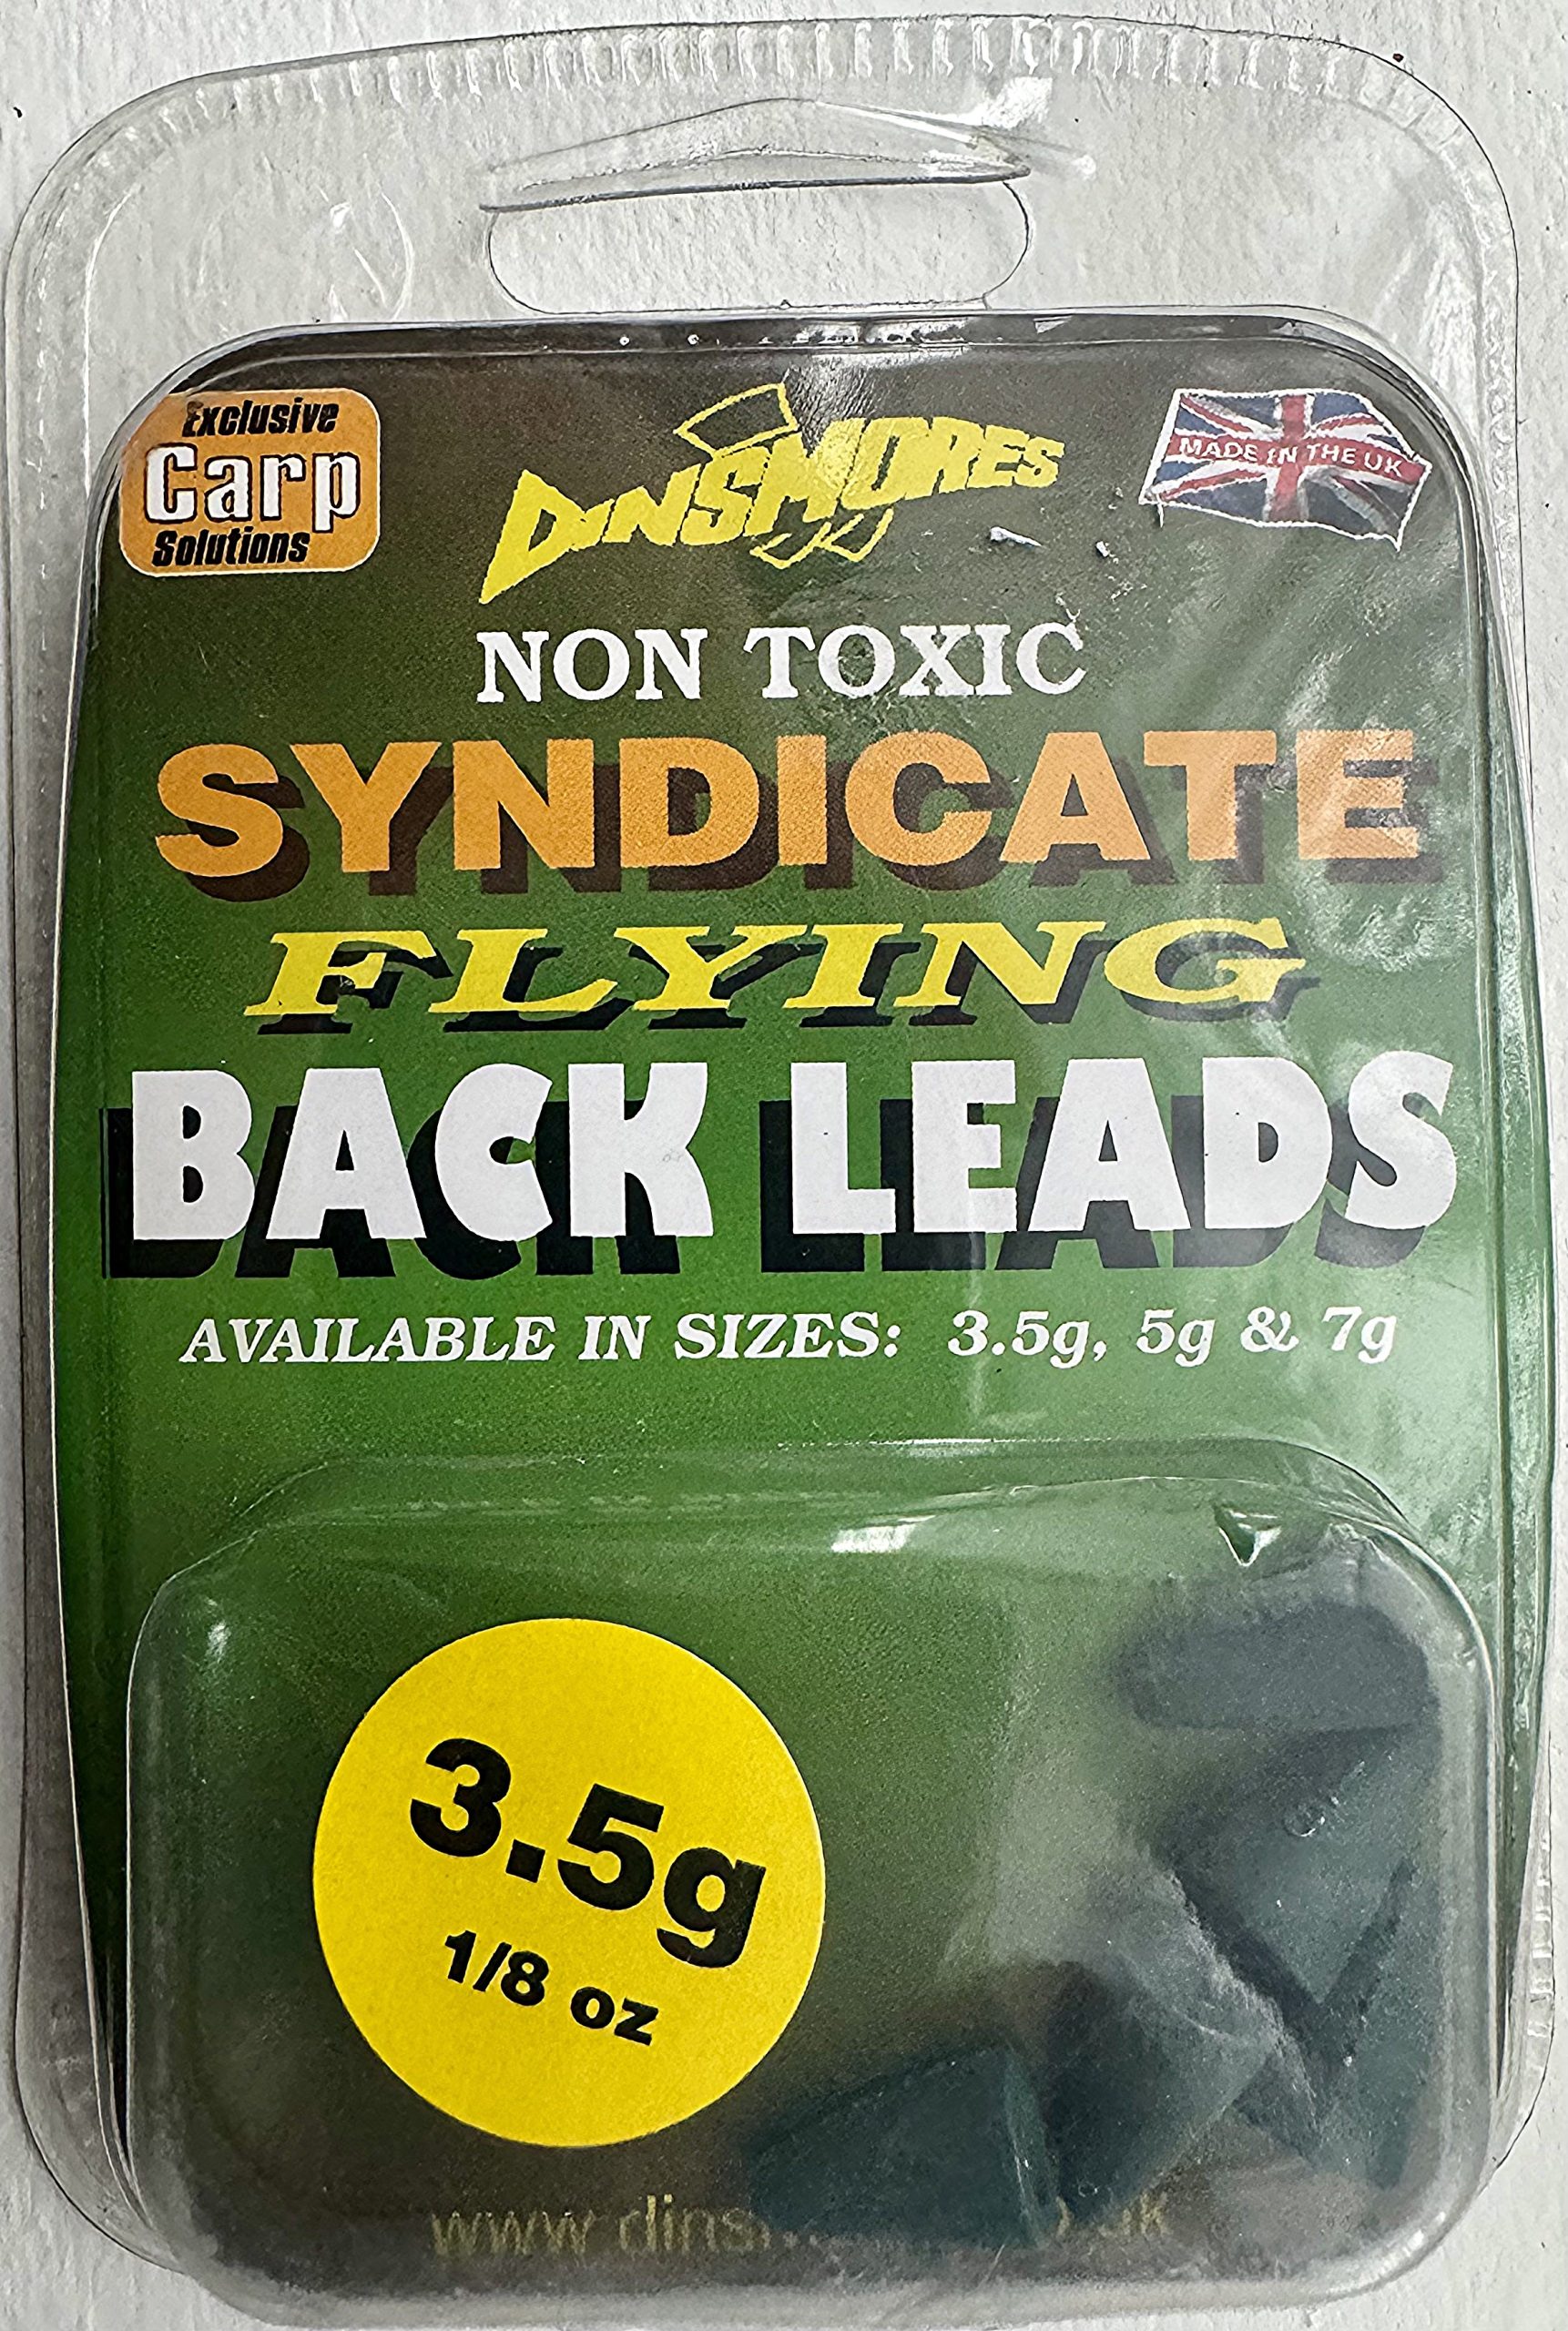 Exclusive
Carp
Solutions
DINSMORES
MADE IN THE UK
NON TOXIC
SYNDICATE
FLYING
BACK LEADS
AVAILABLE IN SIZES: 3.5g, 5g & 7g
3.5g
1/8 oz